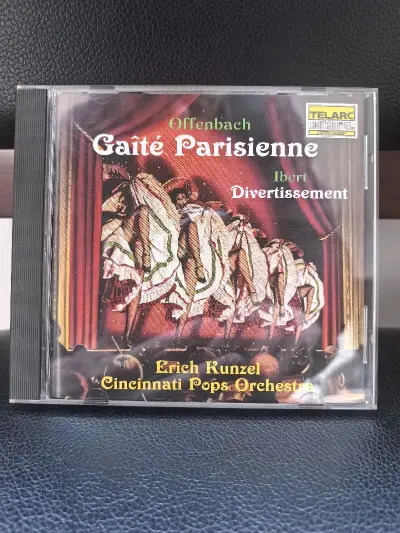 Offenbach
TELARC
Gaîté Parisienne
Ibert
Divertissement
Erich Kunzel
Cincinnati Pops Orchestra